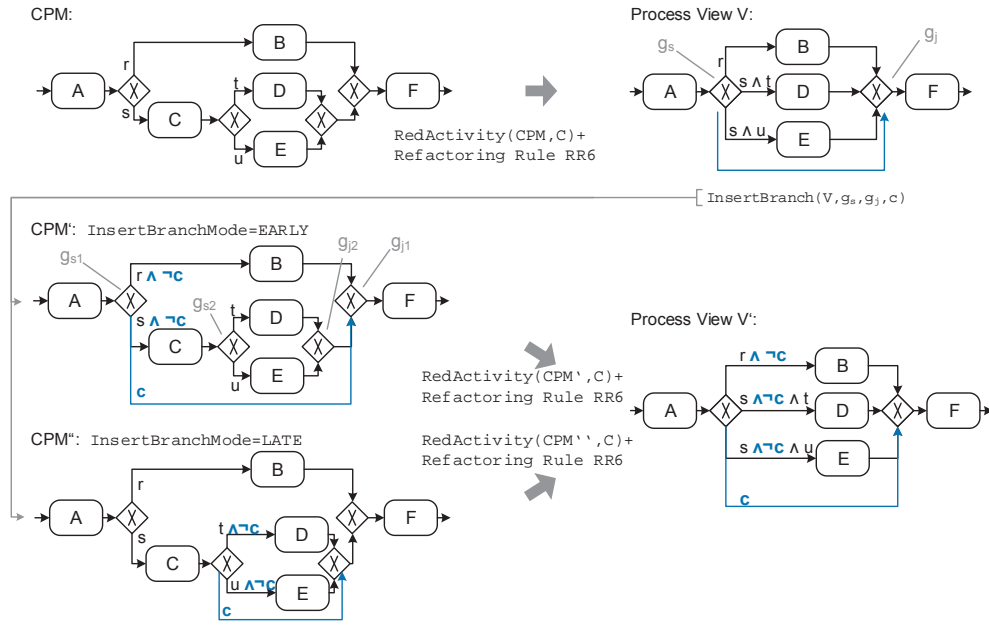 CPM:
Process View V:
B
r
A
X
X
F
t
D
s
C
X
X
u
E
RedActivity(CPM,C)+
Refactoring Rule RR6
gs
gj
B
r
A
X
s ∧ t
D
X
F
s ∧ u
E
InsertBranch(V,gs,gj,c)
CPM‘: InsertBranchMode=EARLY
gs1
gj2
gj1
B
r ∧ ¬c
A
X
X
F
gs2
t
D
s ∧ ¬c
C
X
X
u
E
c
RedActivity(CPM‘,C)+
Refactoring Rule RR6
Process View V‘:
r ∧ ¬c
B
A
X
s ∧¬c ∧ t
D
X
F
s ∧¬c ∧ u
E
c
CPM“: InsertBranchMode=LATE
RedActivity(CPM‘‘,C)+
Refactoring Rule RR6
B
r
A
X
X
F
s
t ∧¬c
D
C
X
X
u ∧¬c
E
c